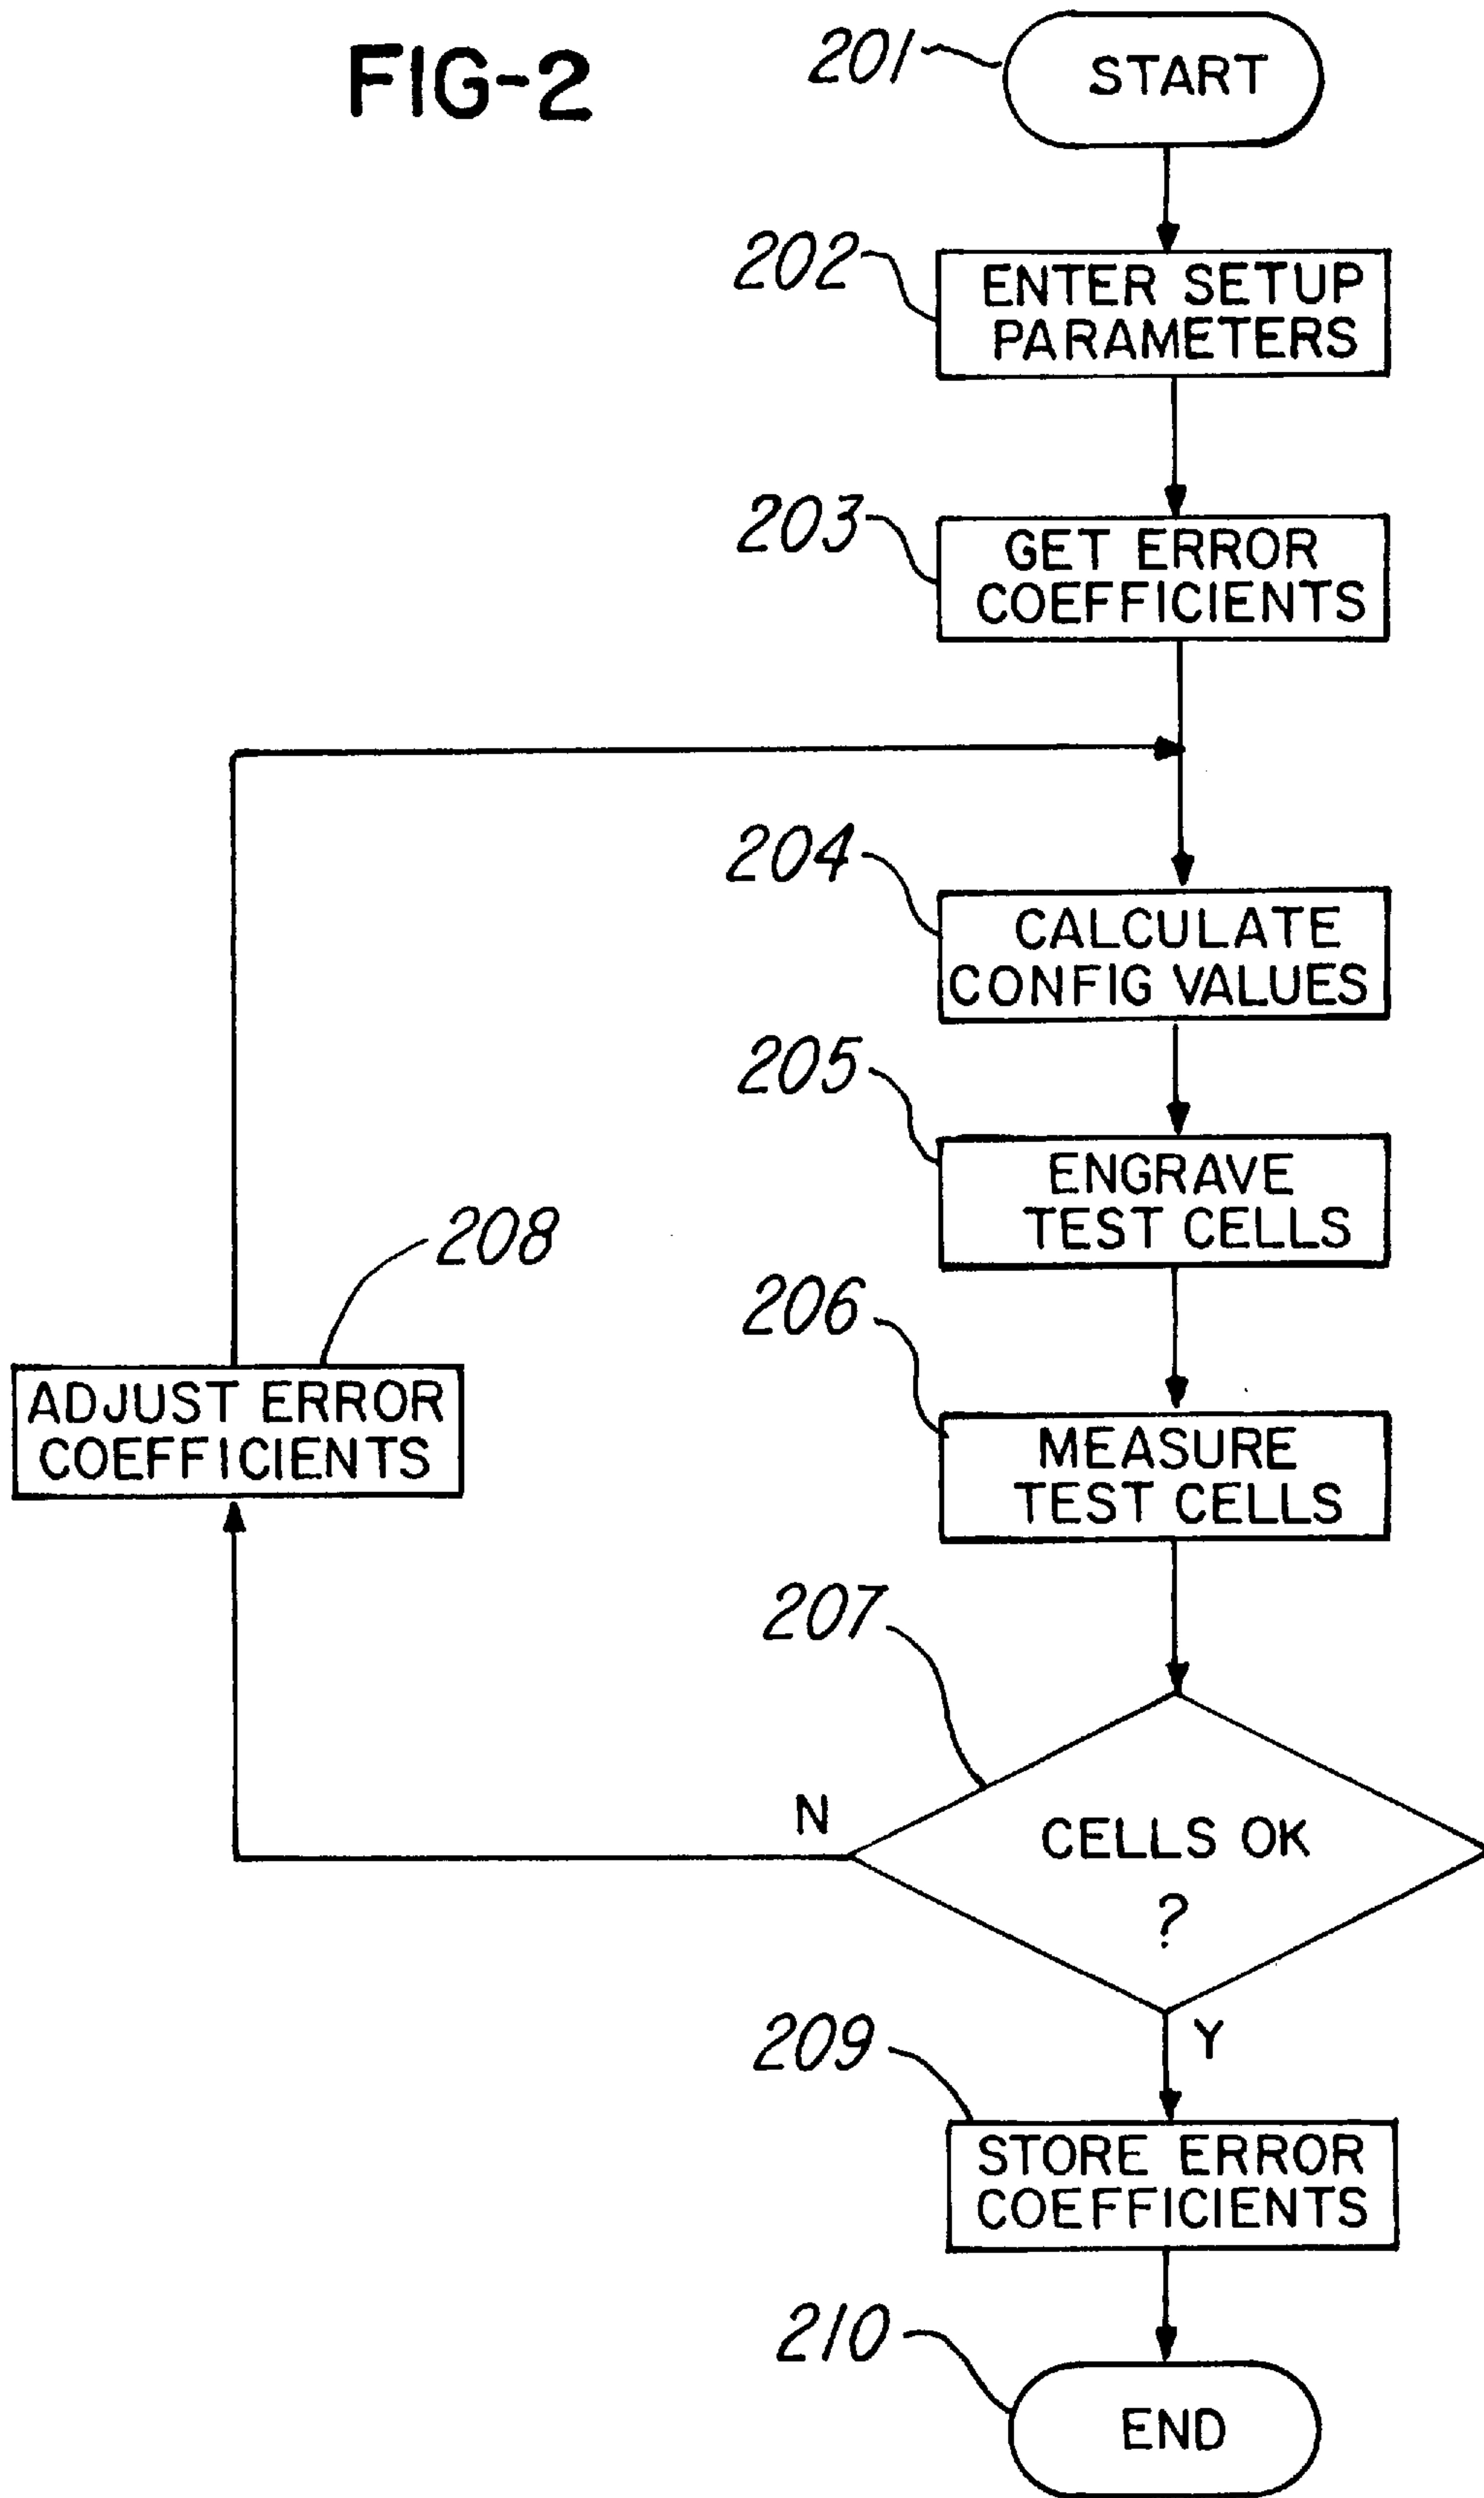 FIG-2
201
START
202
ENTER SETUP
PARAMETERS
203
GET ERROR
COEFFICIENTS
204
CALCULATE
CONFIG VALUES
205
ENGRAVE
TEST CELLS
208
206
ADJUST ERROR
COEFFICIENTS
MEASURE
TEST CELLS
207
N
CELLS OK
?
Y
209
STORE ERROR
COEFFICIENTS
210
END